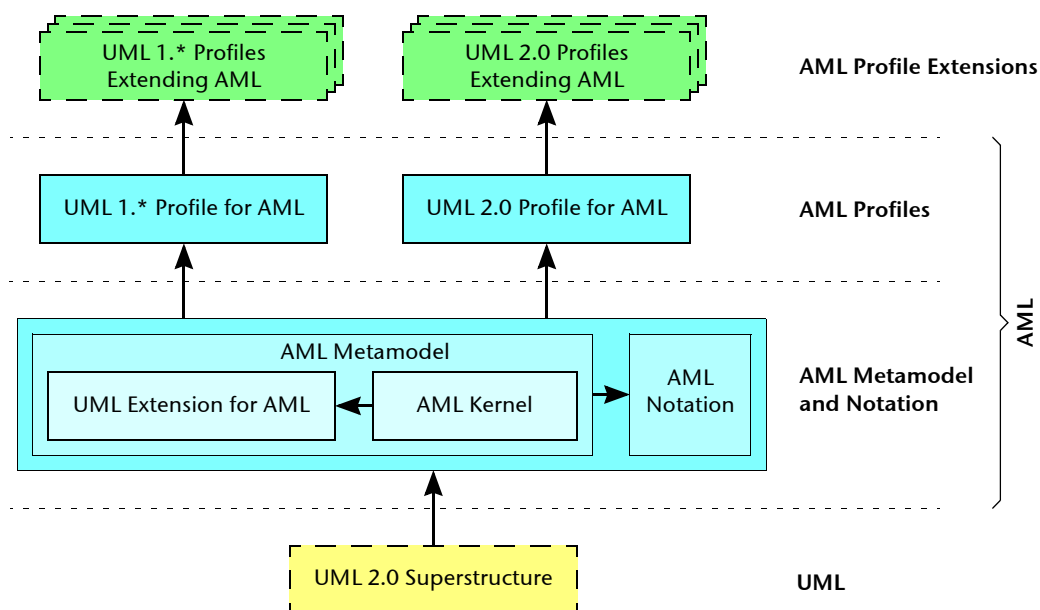 UML 1.* Profiles
Extending AML
UML 2.0 Profiles
Extending AML
AML Profile Extensions
UML 1.* Profile for AML
UML 2.0 Profile for AML
AML Profiles
AML Metamodel
UML Extension for AML
AML Kernel
AML
Notation
AML Metamodel
and Notation
AML
UML 2.0 Superstructure
UML